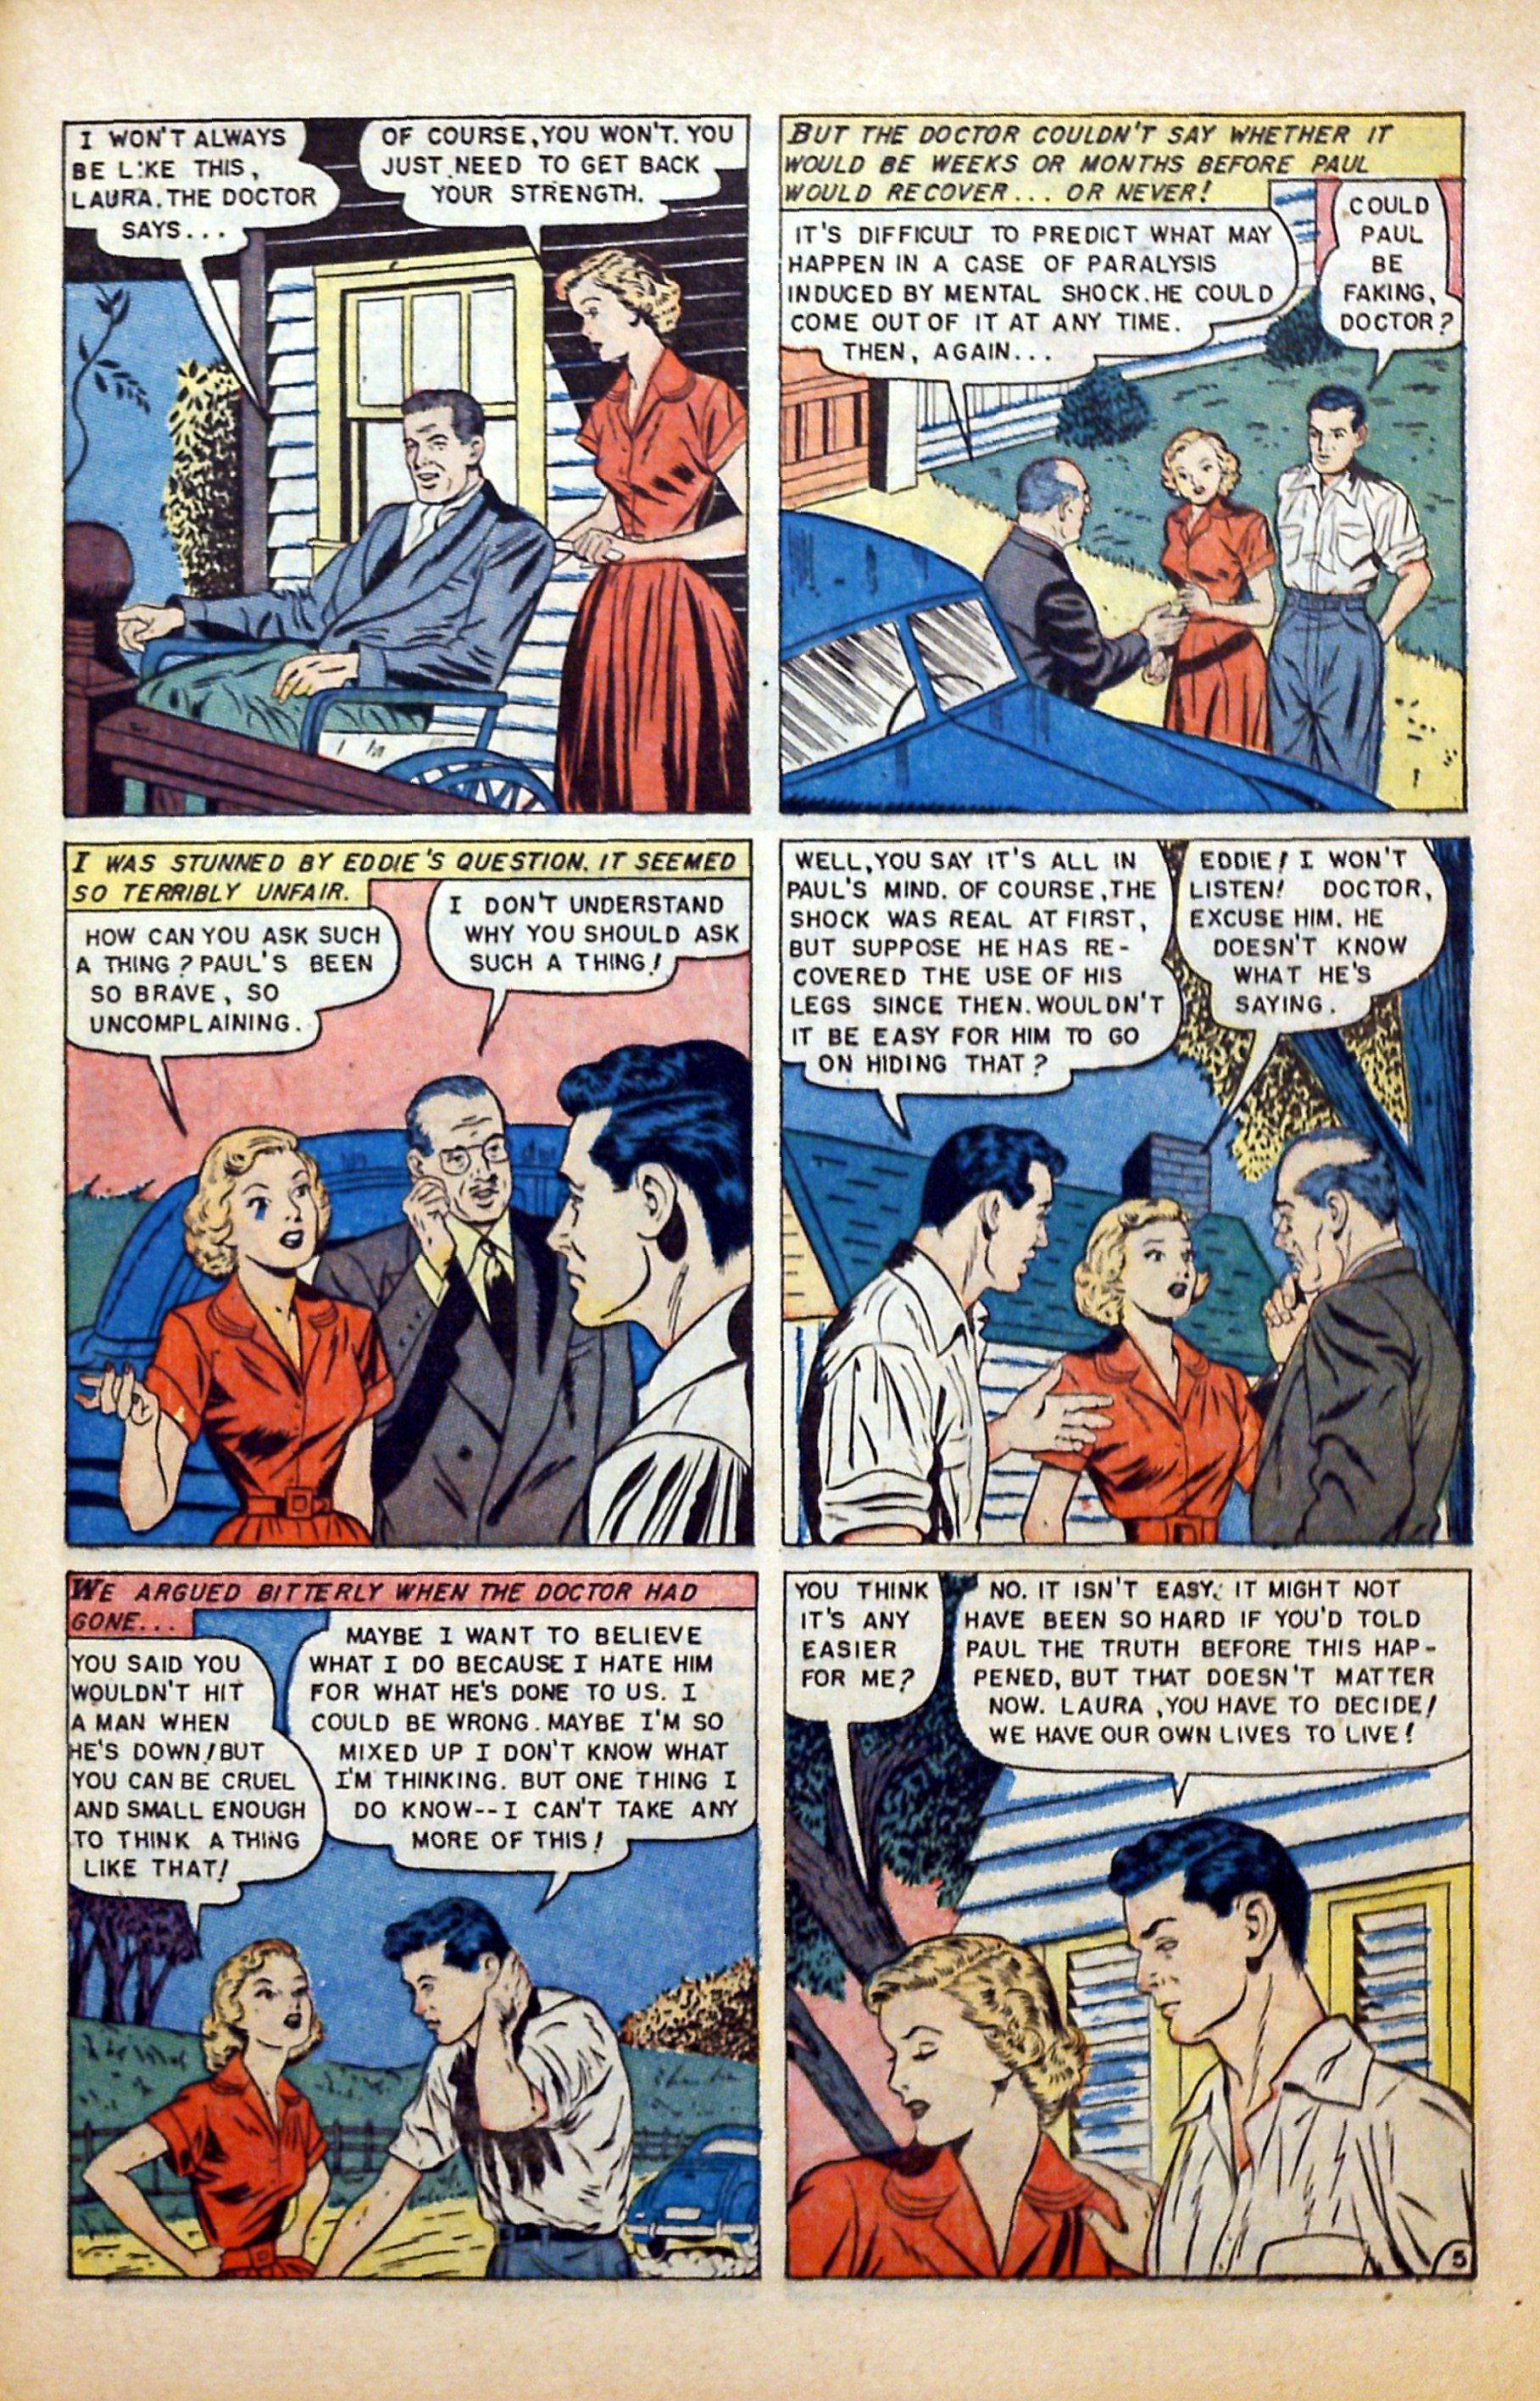 I WON'T ALWAYS
BE LIKE THIS,
LAURA. THE DOCTOR
SAYS...
OF COURSE, YOU WON'T. YOU
JUST NEED TO GET BACK
YOUR STRENGTH.
BUT THE DOCTOR COULDN'T SAY WHETHER IT
WOULD BE WEEKS OR MONTHS BEFORE PAUL
WOULD RECOVER... OR NEVER!
IT'S DIFFICULT TO PREDICT WHAT MAY
HAPPEN IN A CASE OF PARALYSIS
INDUCED BY MENTAL SHOCK. HE COULD
COME OUT OF IT AT ANY TIME.
THEN, AGAIN...
COULD
PAUL
BE
FAKING,
DOCTOR?
I WAS STUNNED BY EDDIE'S QUESTION. IT SEEMED
SO TERRIBLY UNFAIR.
HOW CAN YOU ASK SUCH
A THING? PAUL'S BEEN
SO BRAVE, SO
UNCOMPLAINING.
I DON'T UNDERSTAND
WHY YOU SHOULD ASK
SUCH A THING!
WELL, YOU SAY IT'S ALL IN
PAUL'S MIND. OF COURSE, THE
SHOCK WAS REAL AT FIRST,
BUT SUPPOSE HE HAS RE-
COVERED THE USE OF HIS
LEGS SINCE THEN. WOULDN'T
IT BE EASY FOR HIM TO GO
ON HIDING THAT?
EDDIE! I WON'T
LISTEN! DOCTOR,
EXCUSE HIM. HE
DOESN'T KNOW
WHAT HE'S
SAYING.
WE ARGUED BITTERLY WHEN THE DOCTOR HAD
GONE...
YOU SAID YOU
WOULDN'T HIT
A MAN WHEN
HE'S DOWN! BUT
YOU CAN BE CRUEL
AND SMALL ENOUGH
TO THINK A THING
LIKE THAT!
MAYBE I WANT TO BELIEVE
WHAT I DO BECAUSE I HATE HIM
FOR WHAT HE'S DONE TO US. I
COULD BE WRONG. MAYBE I'M SO
MIXED UP I DON'T KNOW WHAT
I'M THINKING. BUT ONE THING I
DO KNOW--I CAN'T TAKE ANY
MORE OF THIS!
YOU THINK
IT'S ANY
EASIER
FOR ME?
NO. IT ISN'T EASY. IT MIGHT NOT
HAVE BEEN SO HARD IF YOU'D TOLD
PAUL THE TRUTH BEFORE THIS HAP-
PENED, BUT THAT DOESN'T MATTER
NOW. LAURA, YOU HAVE TO DECIDE!
WE HAVE OUR OWN LIVES TO LIVE!
5